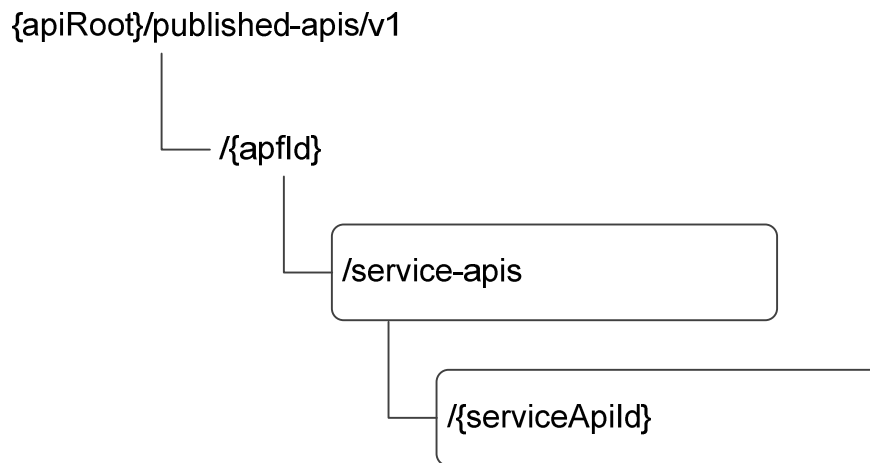 {apiRoot}/published-apis/v1
/{apfId}
/service-apis
/{serviceApiId}